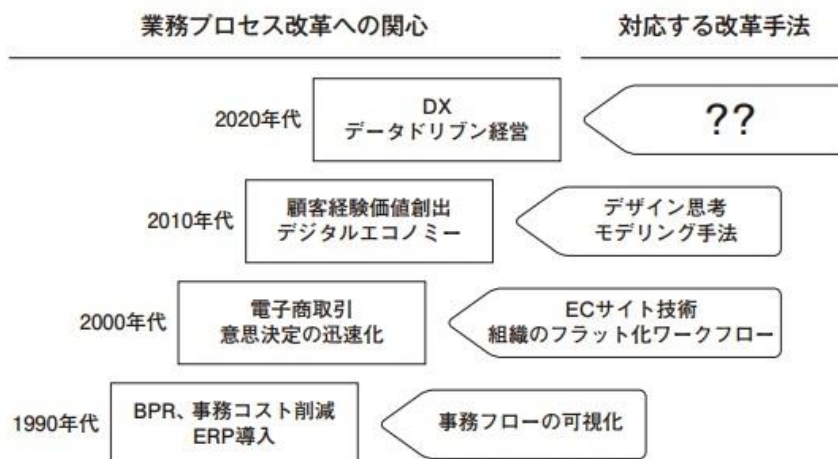 業務プロセス改革への関心
対応する改革手法
2020年代
DX
データドリブン経営
??
2010年代
顧客経験価値創出
デジタルエコノミー
デザイン思考
モデリング手法
2000年代
電子商取引
意思決定の迅速化
ECサイト技術
組織のフラット化ワークフロー
1990年代
BPR、事務コスト削減
ERP導入
事務フローの可視化